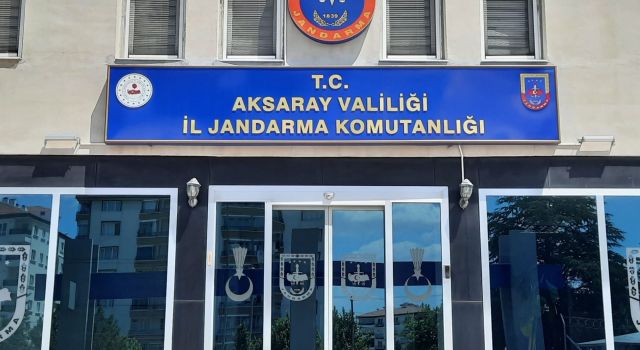 1839
JANDARMA
T.C.
AKSARAY VALİLİĞİ
İL JANDARMA KOMUTANLIĞI